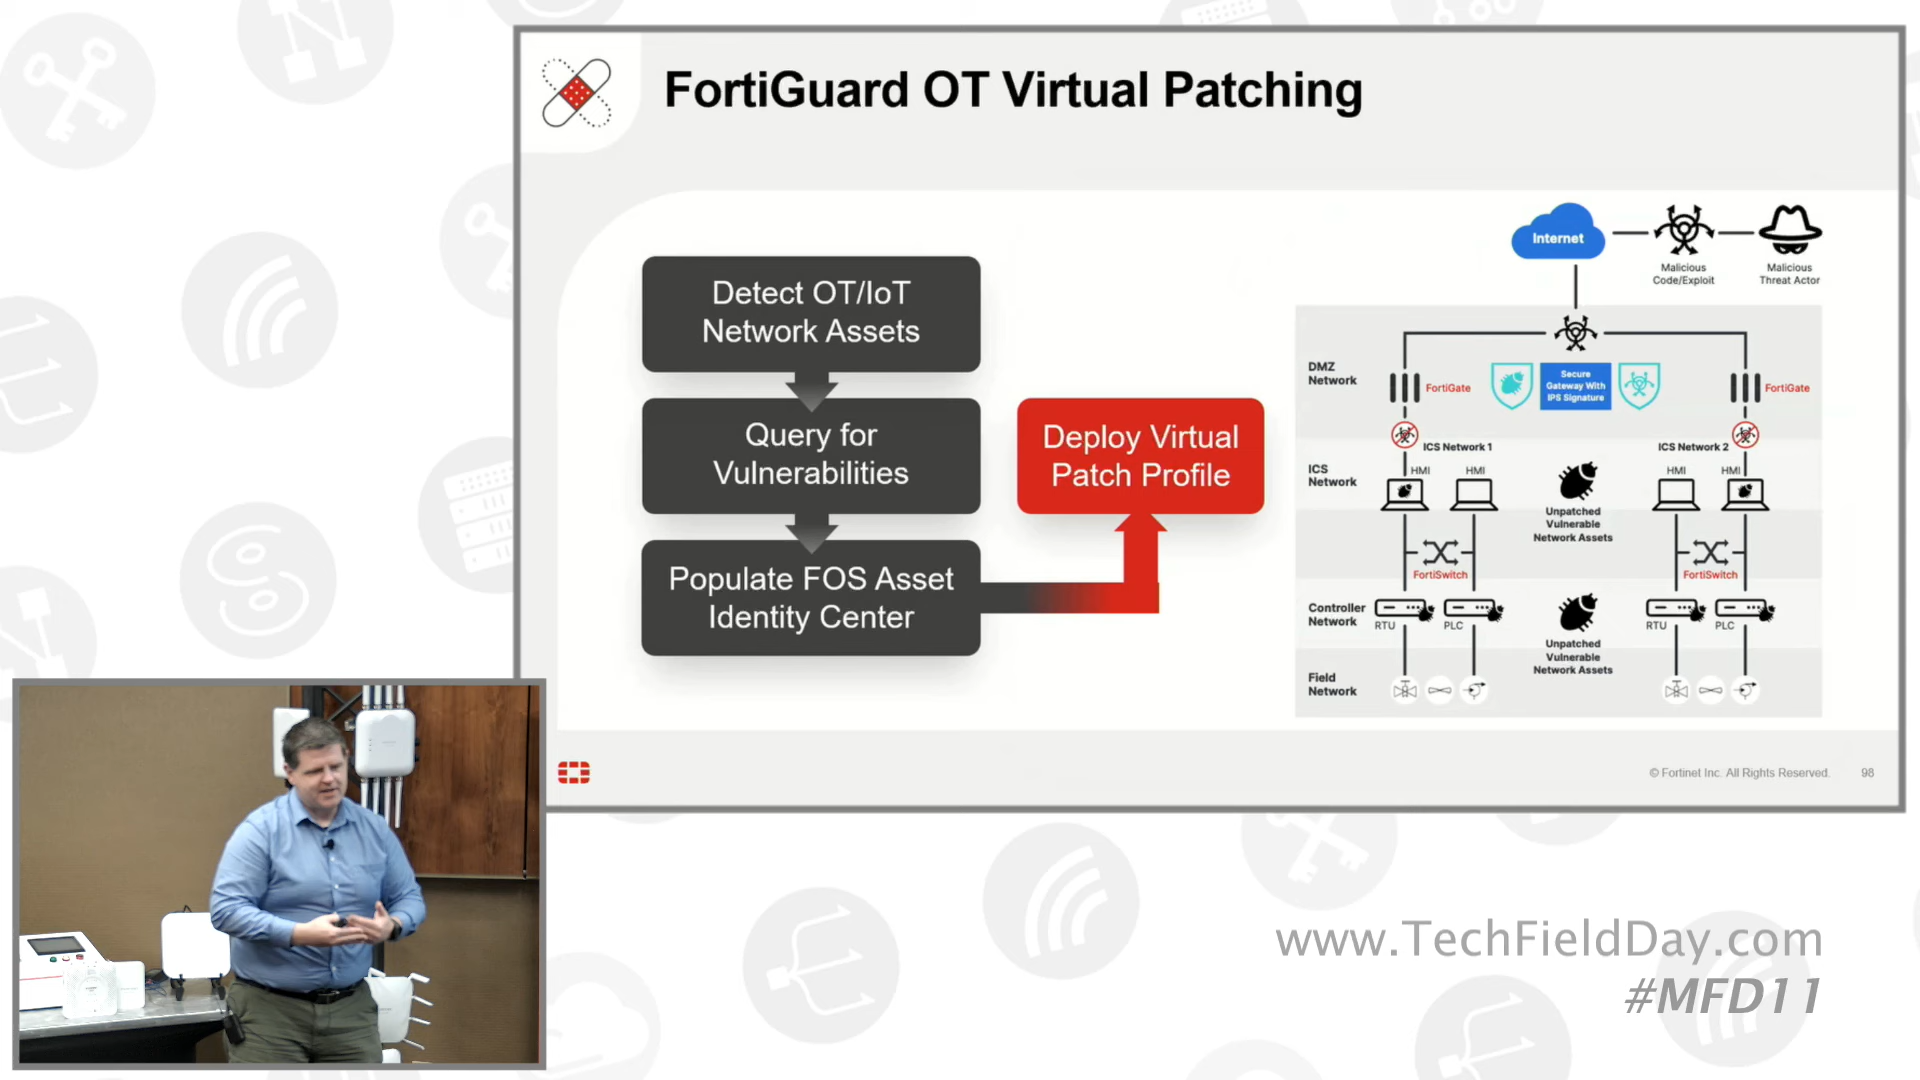 FortiGuard OT Virtual Patching
Detect OT/IoT
Network Assets
Query for
Vulnerabilities
Populate FOS Asset
Identity Center
Deploy Virtual
Patch Profile
Internet
Malicious
Code/Exploit
Malicious
Threat Actor
DMZ
Network
FortiGate
Secure
Gateway With
IPS Signature
FortiGate
ICS Network 1
ICS Network 2
ICS
Network
HMI
HMI
HMI
HMI
Unpatched
Vulnerable
Network Assets
FortiSwitch
FortiSwitch
Controller
Network
RTU
PLC
RTU
PLC
Unpatched
Vulnerable
Network Assets
Field
Network
© Fortinet Inc. All Rights Reserved.
98
www.TechFieldDay.com
#MFD11